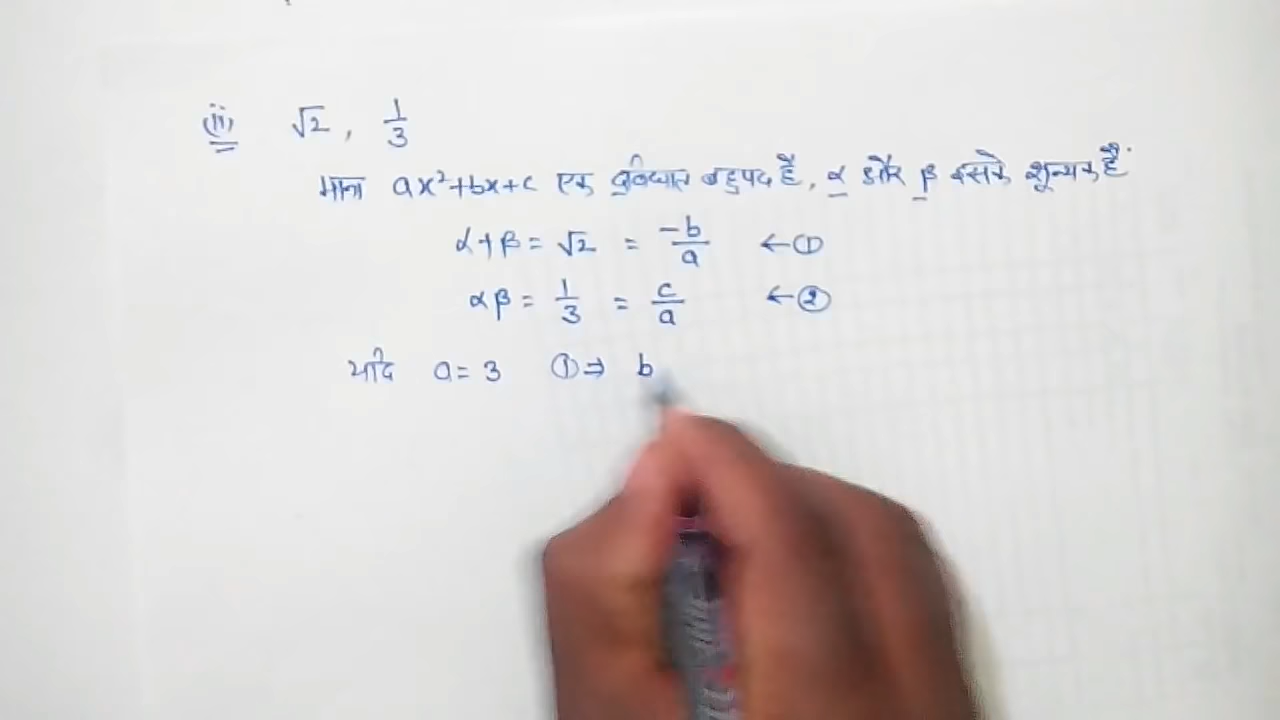 (ii) √2, 1/3
माना ax²+bx+c एक द्विघात बहुपद है, α और β इसके शून्यक हैं
α+β = √2 = -b/a ←①
αβ = 1/3 = c/a ←②
यदि a=3 ①⇒ b